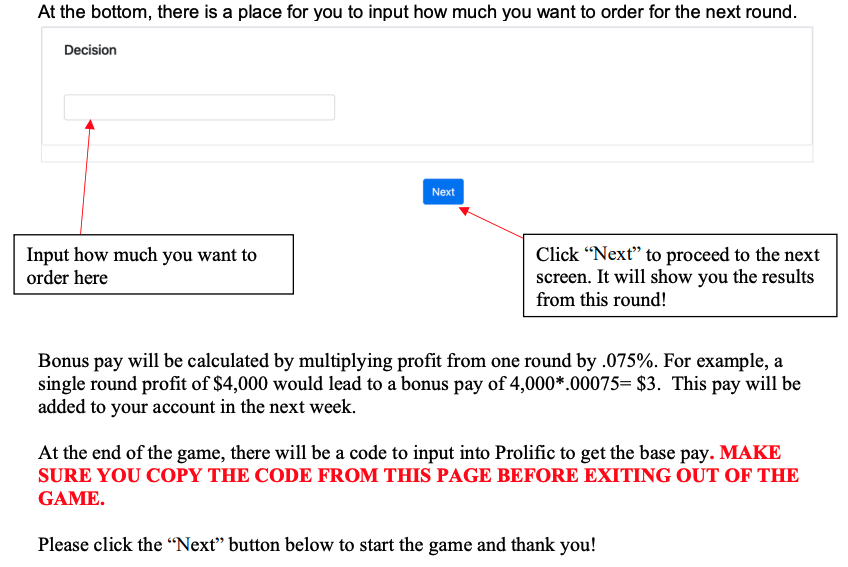 At the bottom, there is a place for you to input how much you want to order for the next round.
Decision
Next
Input how much you want to
order here
Click “Next” to proceed to the next
screen. It will show you the results
from this round!
Bonus pay will be calculated by multiplying profit from one round by .075%. For example, a
single round profit of $4,000 would lead to a bonus pay of 4,000*.00075= $3.  This pay will be
added to your account in the next week.
At the end of the game, there will be a code to input into Prolific to get the base pay. MAKE
SURE YOU COPY THE CODE FROM THIS PAGE BEFORE EXITING OUT OF THE
GAME.
Please click the “Next” button below to start the game and thank you!